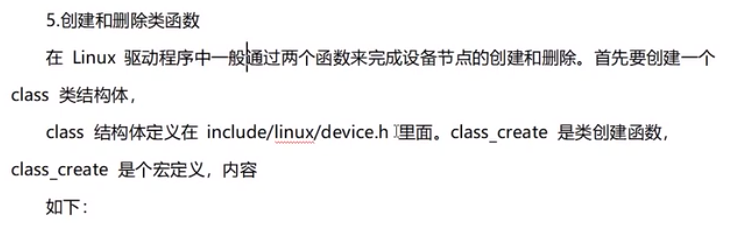 5.创建和删除类函数
在 Linux 驱动程序中一般通过两个函数来完成设备节点的创建和删除。首先要创建一个
class 类结构体，
class 结构体定义在 include/linux/device.h 里面。class_create 是类创建函数，
class_create 是个宏定义，内容
如下：